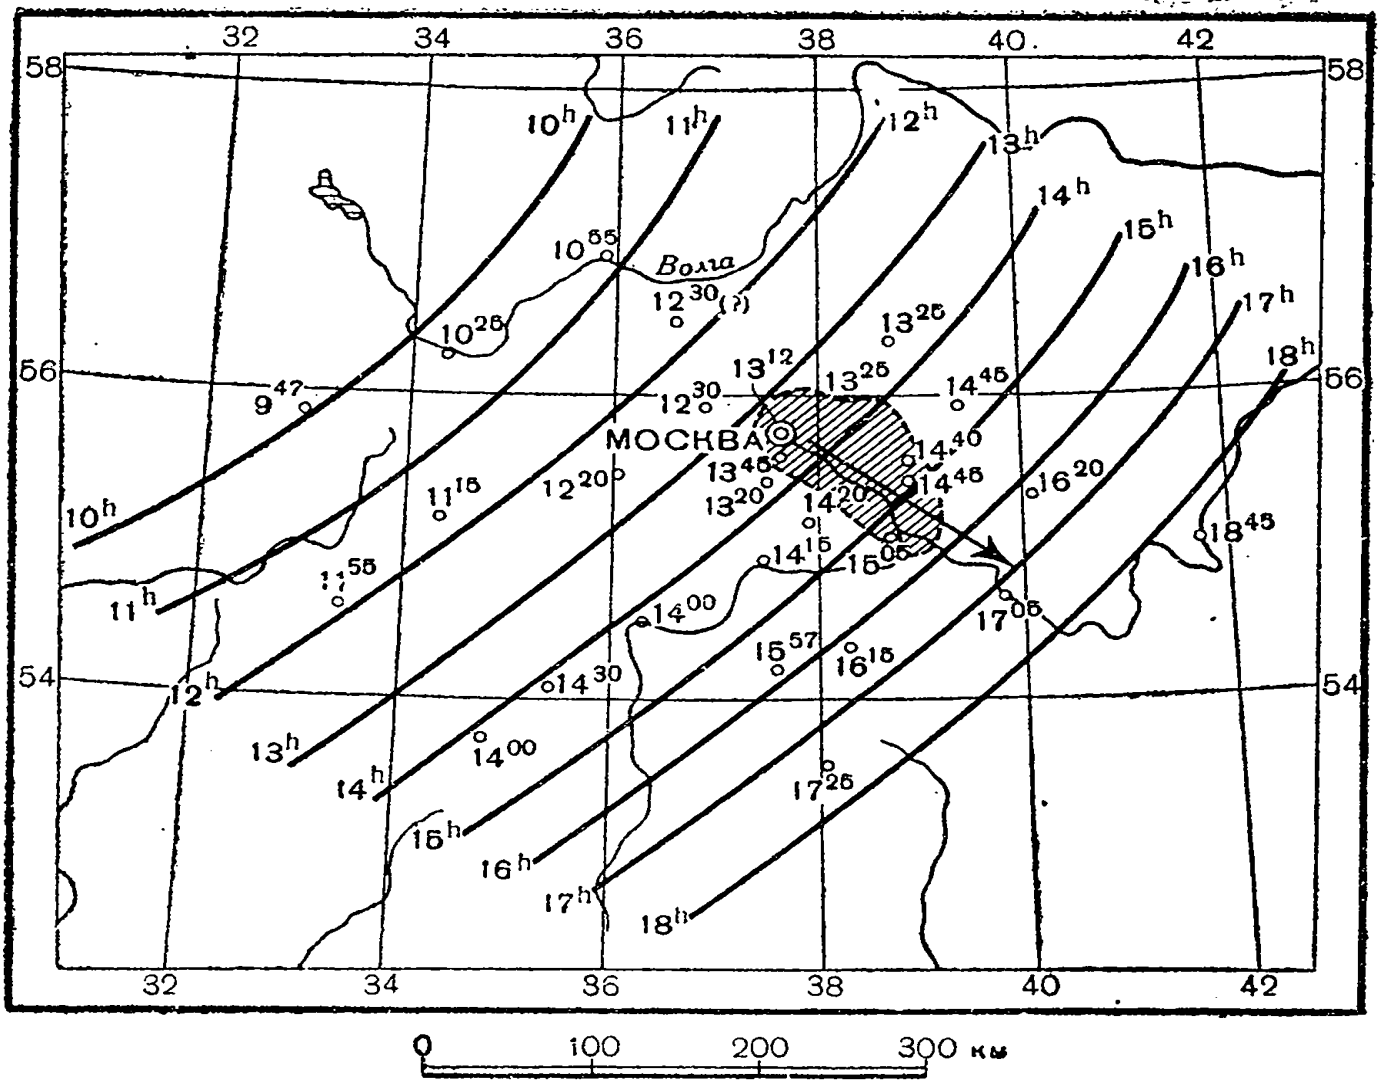 32 34 36 38 40 42
58 58
10ʰ 11ʰ 12ʰ
13ʰ
14ʰ
15ʰ
10⁵⁵ Волга
16ʰ
12³⁰(?) 17ʰ
10²⁵ 13²⁵
18ʰ
56 13¹² 13²⁵ 14⁴⁵ 56
9⁴⁷ 12³⁰
МОСКВА 14⁴⁰
12²⁰ 13⁴⁵ 14⁴⁵ 16²⁰
11¹⁵ 13²⁰ 14²⁰
10ʰ 18⁴⁵
14¹⁵ 15⁰⁵
11⁵⁵
11ʰ 14⁰⁰ 17⁰⁵
15⁵⁷ 16¹⁵
54 14³⁰ 54
12ʰ
13ʰ 14⁰⁰
14ʰ 17²⁵
15ʰ
16ʰ
17ʰ
18ʰ
32 34 36 38 40 42
0 100 200 300 км